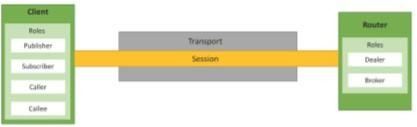 Client
Roles
Publisher
Subscriber
Caller
Callee
Transport
Session
Router
Roles
Dealer
Broker